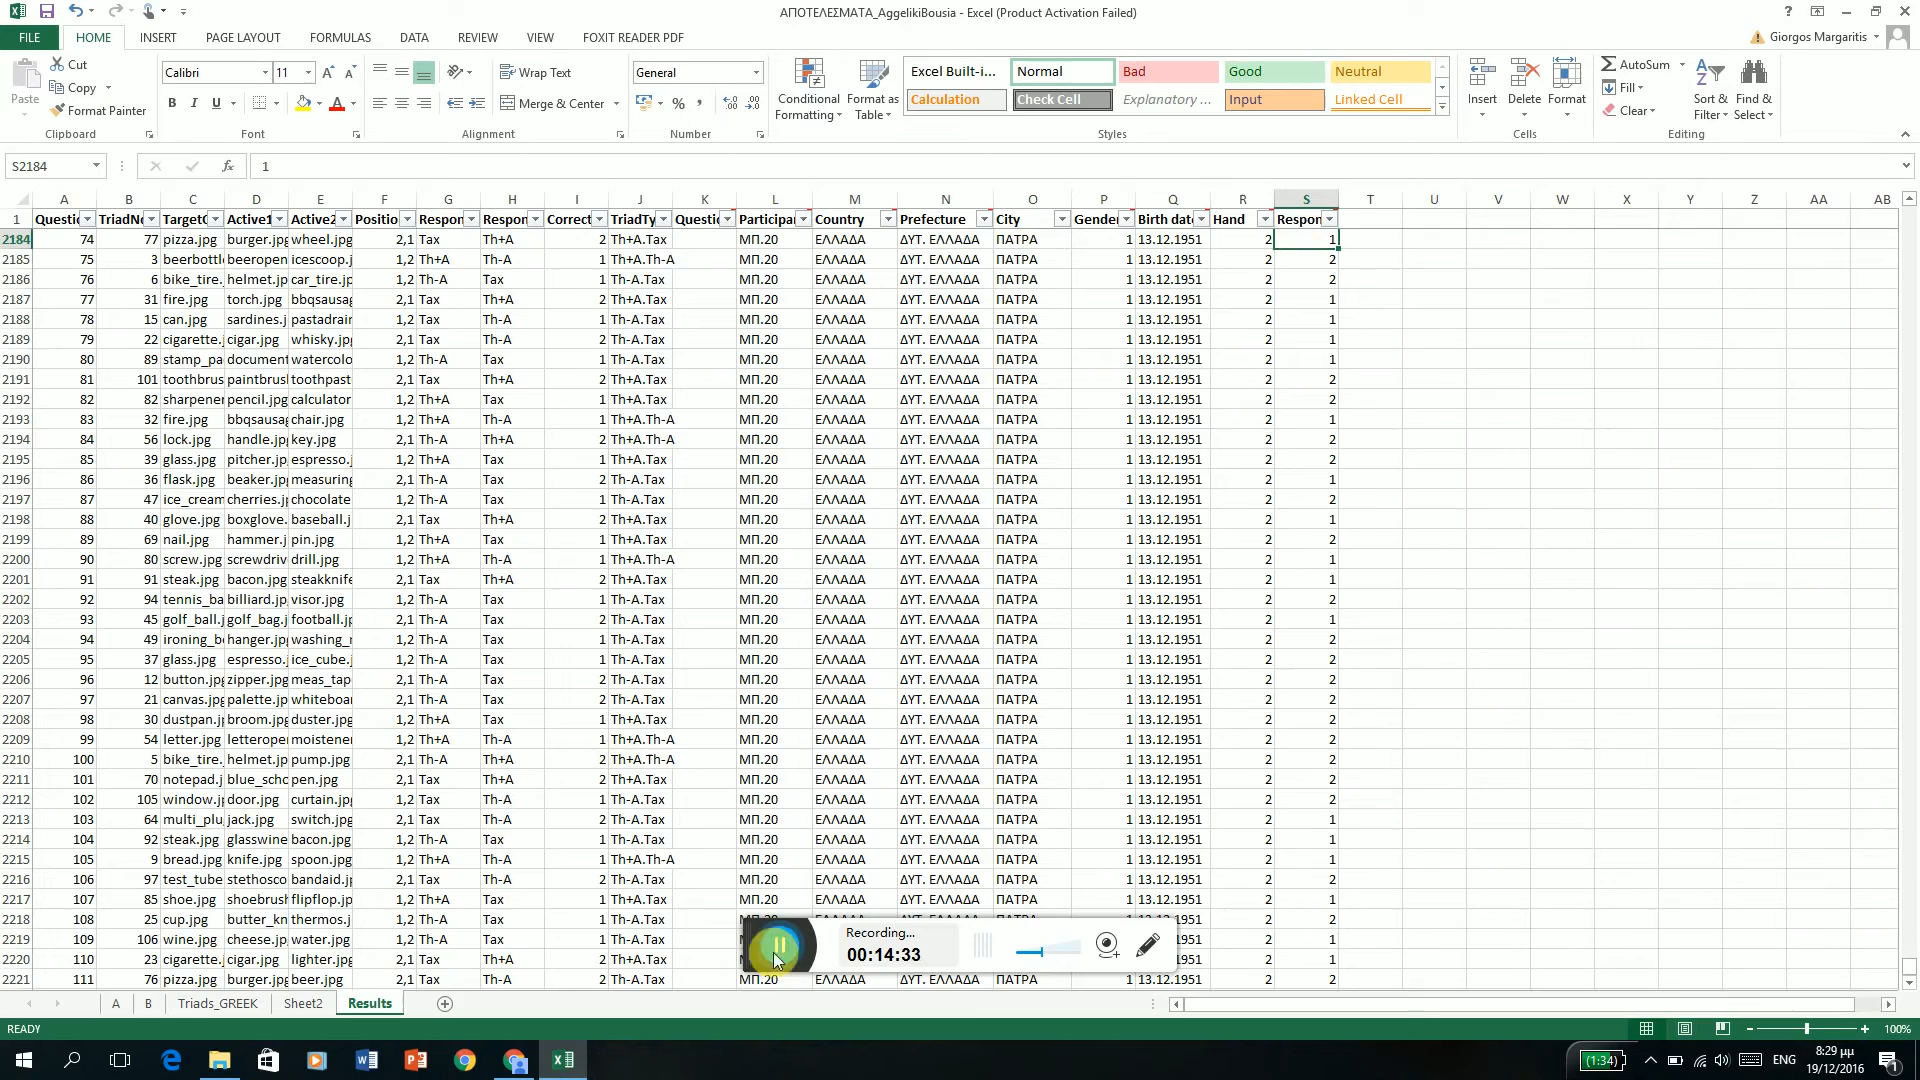 ΑΠΟΤΕΛΕΣΜΑΤΑ_AggelikiBousia - Excel (Product Activation Failed)
FILE HOME INSERT PAGE LAYOUT FORMULAS DATA REVIEW VIEW FOXIT READER PDF Giorgos Margaritis
Cut Copy Format Painter Paste Clipboard
Calibri 11 Font
Wrap Text Merge & Center Alignment
General Number
Conditional Formatting Format as Table
Excel Built-i... Normal Bad Good Neutral
Calculation Check Cell Explanatory ... Input Linked Cell
Styles
Insert Delete Format Cells
AutoSum Fill Clear Sort & Filter Find & Select Editing
S2184 fx 1
A B C D E F G H I J K L M N O P Q R S T U V W X Y Z AA AB
1 Questic TriadNo Target Active1 Active2 Positio Respon Respon Correct TriadTy Questic Participa Country Prefecture City Gende Birth date Hand Respon
2184 74 77 pizza.jpg burger.jpg wheel.jpg 2,1 Tax Th+A 2 Th+A.Tax ΜΠ.20 ΕΛΛΑΔΑ ΔΥΤ. ΕΛΛΑΔΑ ΠΑΤΡΑ 1 13.12.1951 2 1
2185 75 3 beerbottl beeropen icescoop.j 1,2 Th+A Th-A 1 Th+A.Th-A ΜΠ.20 ΕΛΛΑΔΑ ΔΥΤ. ΕΛΛΑΔΑ ΠΑΤΡΑ 1 13.12.1951 2 2
2186 76 6 bike_tire. helmet.jp car_tire.jp 1,2 Th-A Tax 1 Th-A.Tax ΜΠ.20 ΕΛΛΑΔΑ ΔΥΤ. ΕΛΛΑΔΑ ΠΑΤΡΑ 1 13.12.1951 2 2
2187 77 31 fire.jpg torch.jpg bbqsausag 2,1 Tax Th+A 2 Th+A.Tax ΜΠ.20 ΕΛΛΑΔΑ ΔΥΤ. ΕΛΛΑΔΑ ΠΑΤΡΑ 1 13.12.1951 2 1
2188 78 15 can.jpg sardines.j pastadrair 1,2 Tax Th-A 1 Th-A.Tax ΜΠ.20 ΕΛΛΑΔΑ ΔΥΤ. ΕΛΛΑΔΑ ΠΑΤΡΑ 1 13.12.1951 2 1
2189 79 22 cigarette.j cigar.jpg whisky.jp 2,1 Tax Th-A 2 Th-A.Tax ΜΠ.20 ΕΛΛΑΔΑ ΔΥΤ. ΕΛΛΑΔΑ ΠΑΤΡΑ 1 13.12.1951 2 1
2190 80 89 stamp_pa document watercolo 1,2 Th-A Tax 1 Th-A.Tax ΜΠ.20 ΕΛΛΑΔΑ ΔΥΤ. ΕΛΛΑΔΑ ΠΑΤΡΑ 1 13.12.1951 2 1
2191 81 101 toothbrus paintbrus toothpast 2,1 Tax Th+A 2 Th+A.Tax ΜΠ.20 ΕΛΛΑΔΑ ΔΥΤ. ΕΛΛΑΔΑ ΠΑΤΡΑ 1 13.12.1951 2 2
2192 82 82 sharpener pencil.jpg calculator 1,2 Th+A Tax 1 Th+A.Tax ΜΠ.20 ΕΛΛΑΔΑ ΔΥΤ. ΕΛΛΑΔΑ ΠΑΤΡΑ 1 13.12.1951 2 2
2193 83 32 fire.jpg bbqsausag chair.jpg 1,2 Th+A Th-A 1 Th+A.Th-A ΜΠ.20 ΕΛΛΑΔΑ ΔΥΤ. ΕΛΛΑΔΑ ΠΑΤΡΑ 1 13.12.1951 2 1
2194 84 56 lock.jpg handle.jp key.jpg 2,1 Th-A Th+A 2 Th+A.Th-A ΜΠ.20 ΕΛΛΑΔΑ ΔΥΤ. ΕΛΛΑΔΑ ΠΑΤΡΑ 1 13.12.1951 2 2
2195 85 39 glass.jpg pitcher.jp espresso.j 1,2 Th+A Tax 1 Th+A.Tax ΜΠ.20 ΕΛΛΑΔΑ ΔΥΤ. ΕΛΛΑΔΑ ΠΑΤΡΑ 1 13.12.1951 2 2
2196 86 36 flask.jpg beaker.jp measuring 2,1 Th-A Tax 2 Th-A.Tax ΜΠ.20 ΕΛΛΑΔΑ ΔΥΤ. ΕΛΛΑΔΑ ΠΑΤΡΑ 1 13.12.1951 2 1
2197 87 47 ice_cream cherries.jp chocolate 1,2 Th-A Tax 1 Th-A.Tax ΜΠ.20 ΕΛΛΑΔΑ ΔΥΤ. ΕΛΛΑΔΑ ΠΑΤΡΑ 1 13.12.1951 2 2
2198 88 40 glove.jpg boxglove. baseball.j 2,1 Tax Th+A 2 Th+A.Tax ΜΠ.20 ΕΛΛΑΔΑ ΔΥΤ. ΕΛΛΑΔΑ ΠΑΤΡΑ 1 13.12.1951 2 1
2199 89 69 nail.jpg hammer.j pin.jpg 1,2 Th+A Tax 1 Th+A.Tax ΜΠ.20 ΕΛΛΑΔΑ ΔΥΤ. ΕΛΛΑΔΑ ΠΑΤΡΑ 1 13.12.1951 2 2
2200 90 80 screw.jpg screwdriv drill.jpg 1,2 Th+A Th-A 1 Th+A.Th-A ΜΠ.20 ΕΛΛΑΔΑ ΔΥΤ. ΕΛΛΑΔΑ ΠΑΤΡΑ 1 13.12.1951 2 1
2201 91 91 steak.jpg bacon.jpg steakknife 2,1 Tax Th+A 2 Th+A.Tax ΜΠ.20 ΕΛΛΑΔΑ ΔΥΤ. ΕΛΛΑΔΑ ΠΑΤΡΑ 1 13.12.1951 2 1
2202 92 94 tennis_ba billiard.jp visor.jpg 1,2 Th-A Tax 1 Th-A.Tax ΜΠ.20 ΕΛΛΑΔΑ ΔΥΤ. ΕΛΛΑΔΑ ΠΑΤΡΑ 1 13.12.1951 2 2
2203 93 45 golf_ball.j golf_bag.j football.j 2,1 Th-A Tax 2 Th-A.Tax ΜΠ.20 ΕΛΛΑΔΑ ΔΥΤ. ΕΛΛΑΔΑ ΠΑΤΡΑ 1 13.12.1951 2 1
2204 94 49 ironing_bo hanger.jp washing_r 1,2 Th-A Tax 1 Th-A.Tax ΜΠ.20 ΕΛΛΑΔΑ ΔΥΤ. ΕΛΛΑΔΑ ΠΑΤΡΑ 1 13.12.1951 2 2
2205 95 37 glass.jpg espresso. ice_cube.j 1,2 Th-A Tax 1 Th-A.Tax ΜΠ.20 ΕΛΛΑΔΑ ΔΥΤ. ΕΛΛΑΔΑ ΠΑΤΡΑ 1 13.12.1951 2 2
2206 96 12 button.jpg zipper.jpg meas_tap 2,1 Th-A Tax 2 Th-A.Tax ΜΠ.20 ΕΛΛΑΔΑ ΔΥΤ. ΕΛΛΑΔΑ ΠΑΤΡΑ 1 13.12.1951 2 2
2207 97 21 canvas.jpg palette.jp whiteboar 2,1 Th-A Tax 2 Th-A.Tax ΜΠ.20 ΕΛΛΑΔΑ ΔΥΤ. ΕΛΛΑΔΑ ΠΑΤΡΑ 1 13.12.1951 2 2
2208 98 30 dustpan.j broom.jpg duster.jpg 1,2 Th+A Tax 1 Th+A.Tax ΜΠ.20 ΕΛΛΑΔΑ ΔΥΤ. ΕΛΛΑΔΑ ΠΑΤΡΑ 1 13.12.1951 2 2
2209 99 54 letter.jpg letterope moistener 1,2 Th+A Th-A 1 Th+A.Th-A ΜΠ.20 ΕΛΛΑΔΑ ΔΥΤ. ΕΛΛΑΔΑ ΠΑΤΡΑ 1 13.12.1951 2 2
2210 100 5 bike_tire. helmet.jp pump.jpg 2,1 Th-A Th+A 2 Th+A.Th-A ΜΠ.20 ΕΛΛΑΔΑ ΔΥΤ. ΕΛΛΑΔΑ ΠΑΤΡΑ 1 13.12.1951 2 2
2211 101 70 notepad.j blue_scho pen.jpg 2,1 Tax Th+A 2 Th+A.Tax ΜΠ.20 ΕΛΛΑΔΑ ΔΥΤ. ΕΛΛΑΔΑ ΠΑΤΡΑ 1 13.12.1951 2 2
2212 102 105 window.jp door.jpg curtain.jpg 1,2 Tax Th-A 1 Th-A.Tax ΜΠ.20 ΕΛΛΑΔΑ ΔΥΤ. ΕΛΛΑΔΑ ΠΑΤΡΑ 1 13.12.1951 2 2
2213 103 64 multi_plu jack.jpg switch.jpg 2,1 Tax Th-A 2 Th-A.Tax ΜΠ.20 ΕΛΛΑΔΑ ΔΥΤ. ΕΛΛΑΔΑ ΠΑΤΡΑ 1 13.12.1951 2 2
2214 104 92 steak.jpg glasswine bacon.jpg 1,2 Th-A Tax 1 Th-A.Tax ΜΠ.20 ΕΛΛΑΔΑ ΔΥΤ. ΕΛΛΑΔΑ ΠΑΤΡΑ 1 13.12.1951 2 1
2215 105 9 bread.jpg knife.jpg spoon.jpg 1,2 Th+A Th-A 1 Th+A.Th-A ΜΠ.20 ΕΛΛΑΔΑ ΔΥΤ. ΕΛΛΑΔΑ ΠΑΤΡΑ 1 13.12.1951 2 1
2216 106 97 test_tube stethosco bandaid.jp 2,1 Tax Th-A 2 Th-A.Tax ΜΠ.20 ΕΛΛΑΔΑ ΔΥΤ. ΕΛΛΑΔΑ ΠΑΤΡΑ 1 13.12.1951 2 2
2217 107 85 shoe.jpg shoebrush flipflop.jp 1,2 Th+A Tax 1 Th+A.Tax ΜΠ.20 ΕΛΛΑΔΑ ΔΥΤ. ΕΛΛΑΔΑ ΠΑΤΡΑ 1 13.12.1951 2 1
2218 108 25 cup.jpg butter_kn thermos.j 1,2 Th-A Tax 1 Th-A.Tax 2 2
2219 109 106 wine.jpg cheese.jp water.jpg 1,2 Th-A Tax 1 Th-A.Tax 2 2
2220 110 23 cigarette.j cigar.jpg lighter.jpg 2,1 Tax Th+A 2 Th+A.Tax 2 1
2221 111 76 pizza.jpg burger.jpg beer.jpg 2,1 Tax Th-A 2 Th-A.Tax ΜΠ.20 ΕΛΛΑΔΑ ΔΥΤ. ΕΛΛΑΔΑ ΠΑΤΡΑ 1 13.12.1951 2 2
Recording...
00:14:33
A B Triads_GREEK Sheet2 Results
READY 100%
(1:34) ENG 8:29 μμ
19/12/2016 1